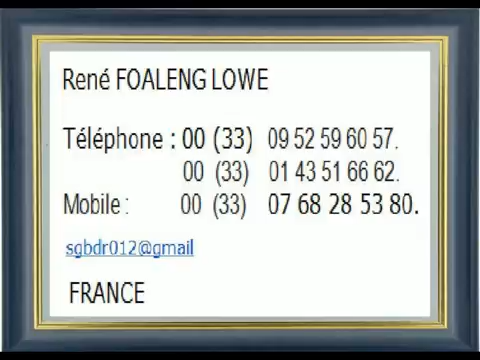 René FOALENG LOWE
Téléphone : 00 (33) 09 52 59 60 57.
00 (33) 01 43 51 66 62.
Mobile : 00 (33) 07 68 28 53 80.
sgbdr012@gmail
FRANCE